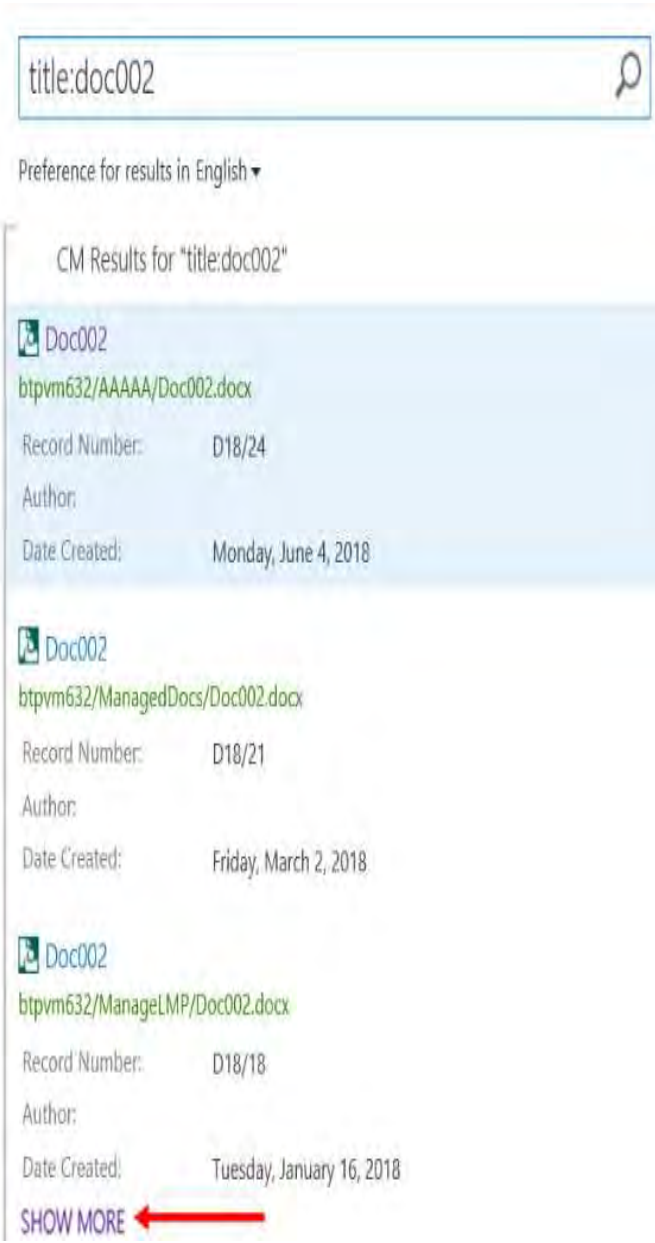 title:doc002
Preference for results in English ▾
CM Results for "title:doc002"
Doc002
btpvm632/AAAAA/Doc002.docx
Record Number: D18/24
Author:
Date Created: Monday, June 4, 2018
Doc002
btpvm632/ManagedDocs/Doc002.docx
Record Number: D18/21
Author:
Date Created: Friday, March 2, 2018
Doc002
btpvm632/ManageLMP/Doc002.docx
Record Number: D18/18
Author:
Date Created: Tuesday, January 16, 2018
SHOW MORE